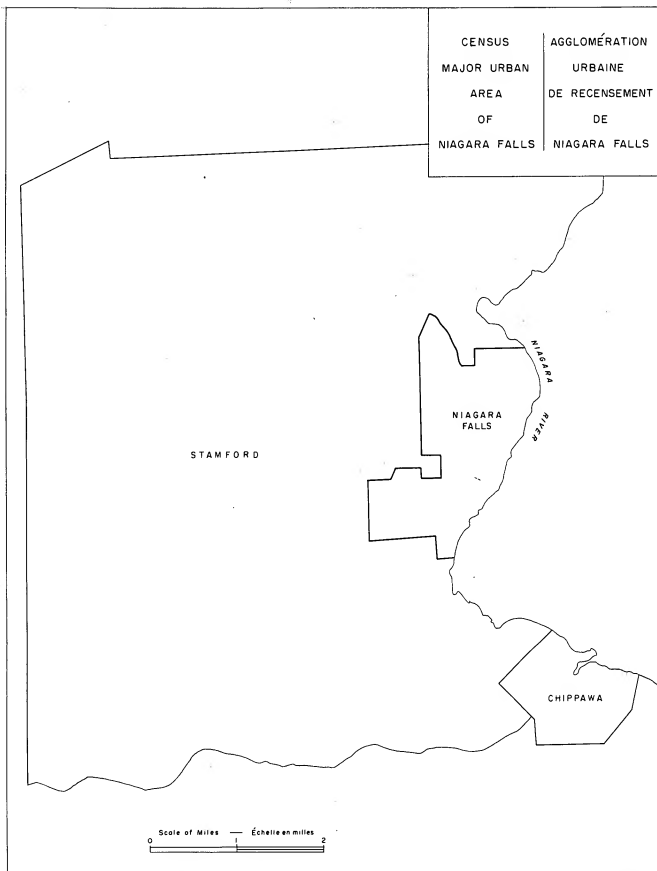 CENSUS
MAJOR URBAN
AREA
OF
NIAGARA FALLS
AGGLOMÉRATION
URBAINE
DE RECENSEMENT
DE
NIAGARA FALLS
NIAGARA
RIVER
NIAGARA
FALLS
STAMFORD
CHIPPAWA
Scale of Miles — Échelle en milles
0 1 2